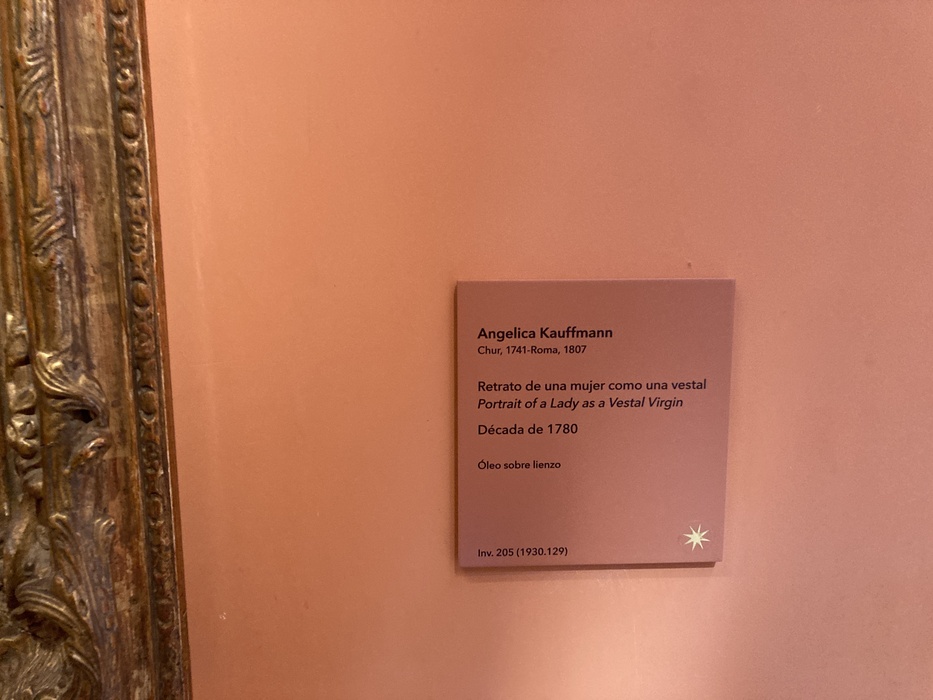 Angelica Kauffmann
Chur, 1741-Roma, 1807
Retrato de una mujer como una vestal
Portrait of a Lady as a Vestal Virgin
Década de 1780
Óleo sobre lienzo
Inv. 205 (1930.129)